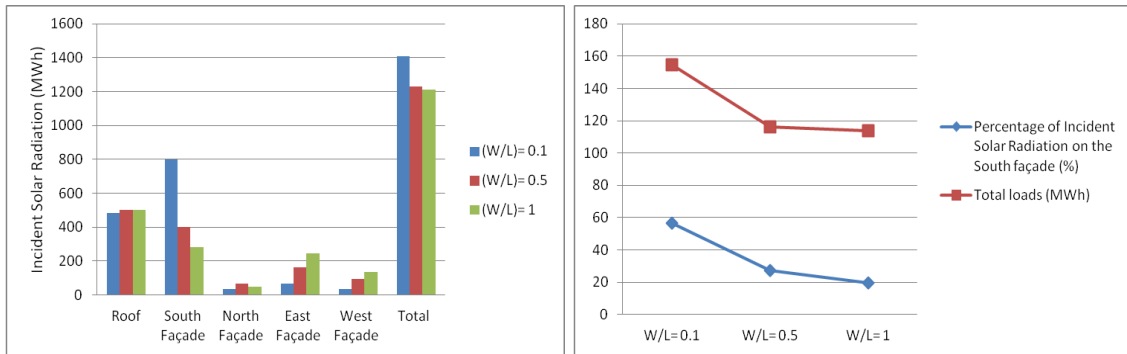 Incident Solar Radiation (MWh)
1600
1400
1200
1000
800
600
400
200
0
Roof
South
Façade
North
Façade
East
Façade
West
Façade
Total
(W/L)= 0.1
(W/L)= 0.5
(W/L)= 1
180
160
140
120
100
80
60
40
20
0
W/L= 0.1
W/L= 0.5
W/L= 1
Percentage of Incident
Solar Radiation on the
South façade (%)
Total loads (MWh)